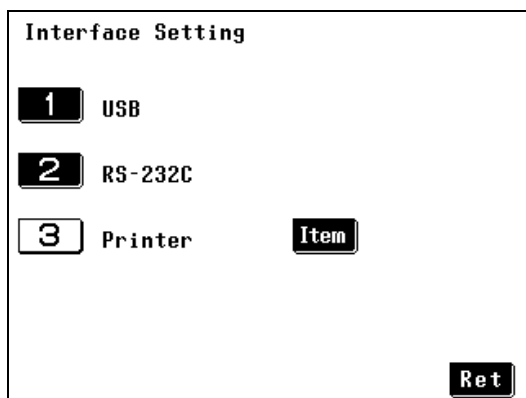 Interface Setting
1 USB
2 RS-232C
3 Printer Item
Ret